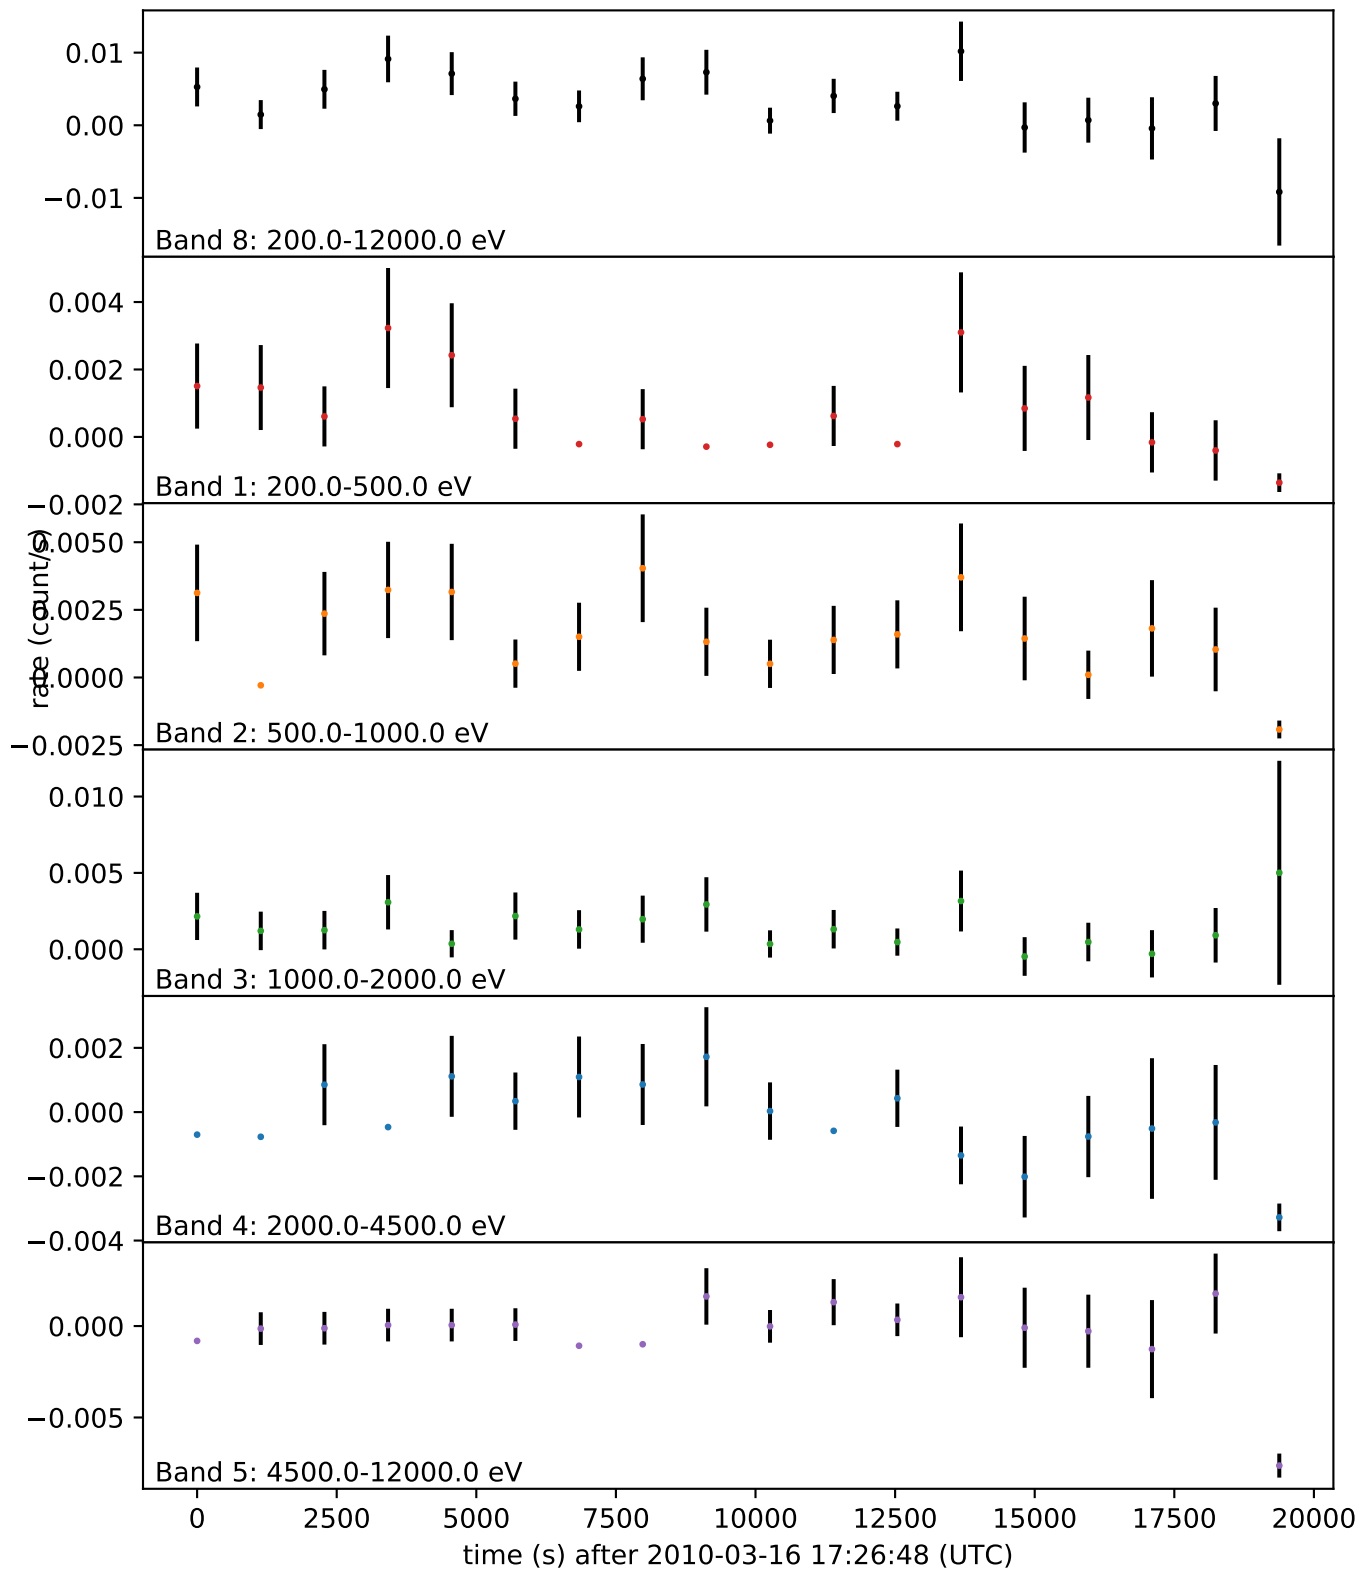 0.01
0.00
−0.01
Band 8: 200.0-12000.0 eV
0.004
0.002
0.000
−0.002
Band 1: 200.0-500.0 eV
rate (count/s)
0.0050
0.0025
0.0000
−0.0025
Band 2: 500.0-1000.0 eV
0.010
0.005
0.000
Band 3: 1000.0-2000.0 eV
0.002
0.000
−0.002
−0.004
Band 4: 2000.0-4500.0 eV
0.000
−0.005
Band 5: 4500.0-12000.0 eV
0 2500 5000 7500 10000 12500 15000 17500 20000
time (s) after 2010-03-16 17:26:48 (UTC)